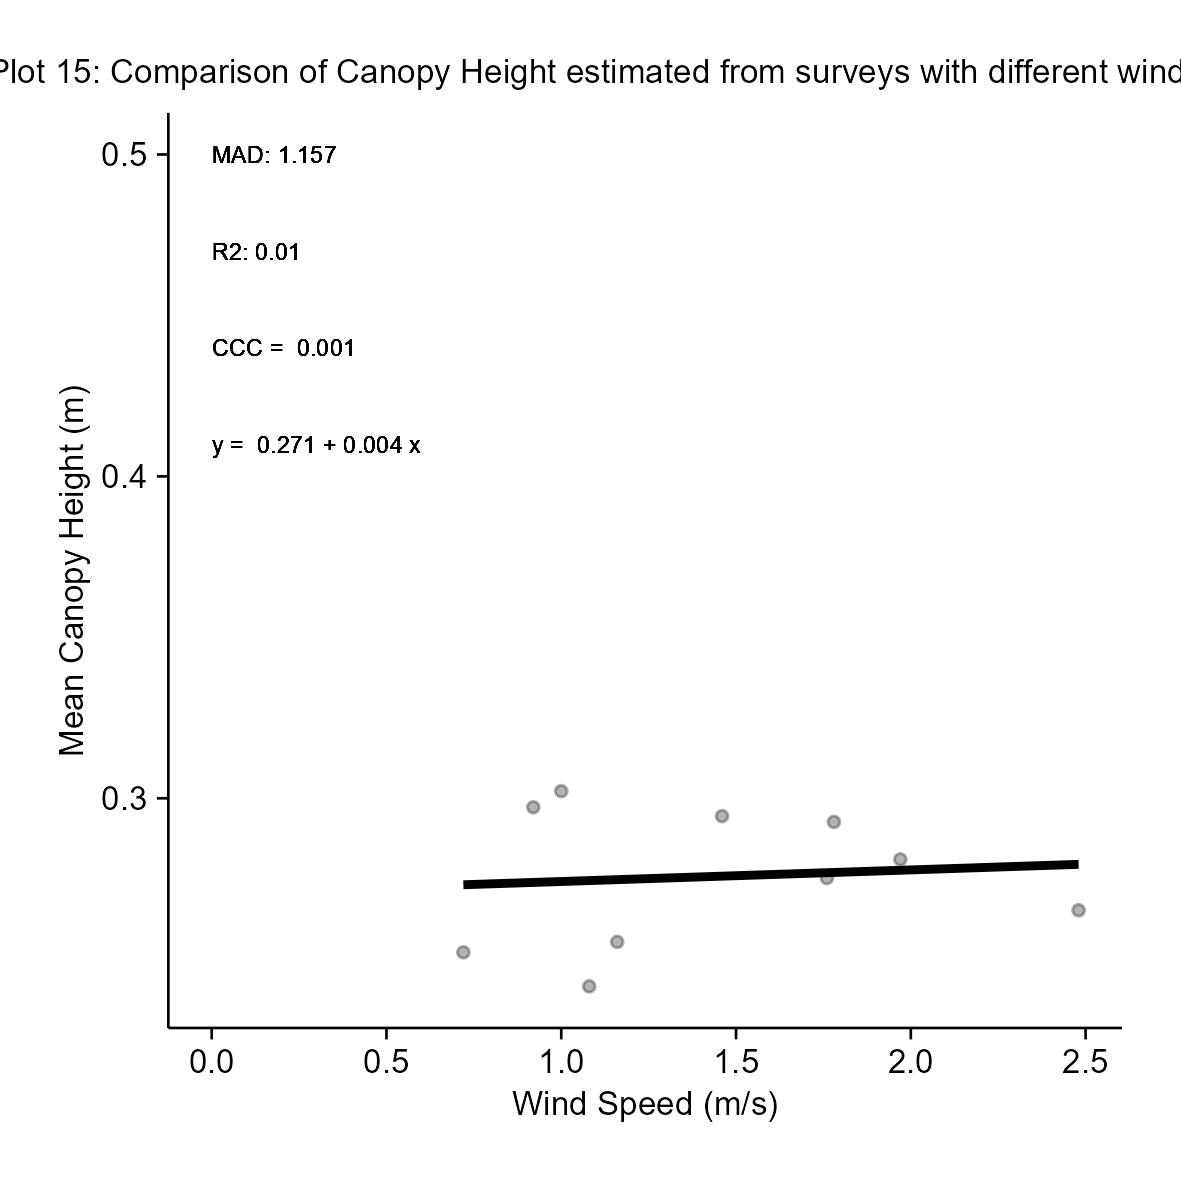 Plot 15: Comparison of Canopy Height estimated from surveys with different wind
0.5
MAD: 1.157
R2: 0.01
CCC =  0.001
y =  0.271 + 0.004 x
0.4
Mean Canopy Height (m)
0.3
0.0 0.5 1.0 1.5 2.0 2.5
Wind Speed (m/s)